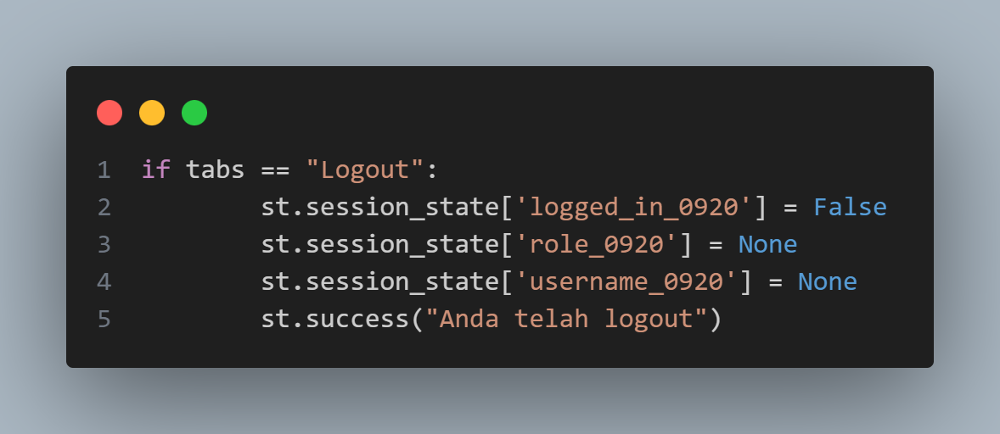 1 if tabs == "Logout":
2         st.session_state['logged_in_0920'] = False
3         st.session_state['role_0920'] = None
4         st.session_state['username_0920'] = None
5         st.success("Anda telah logout")